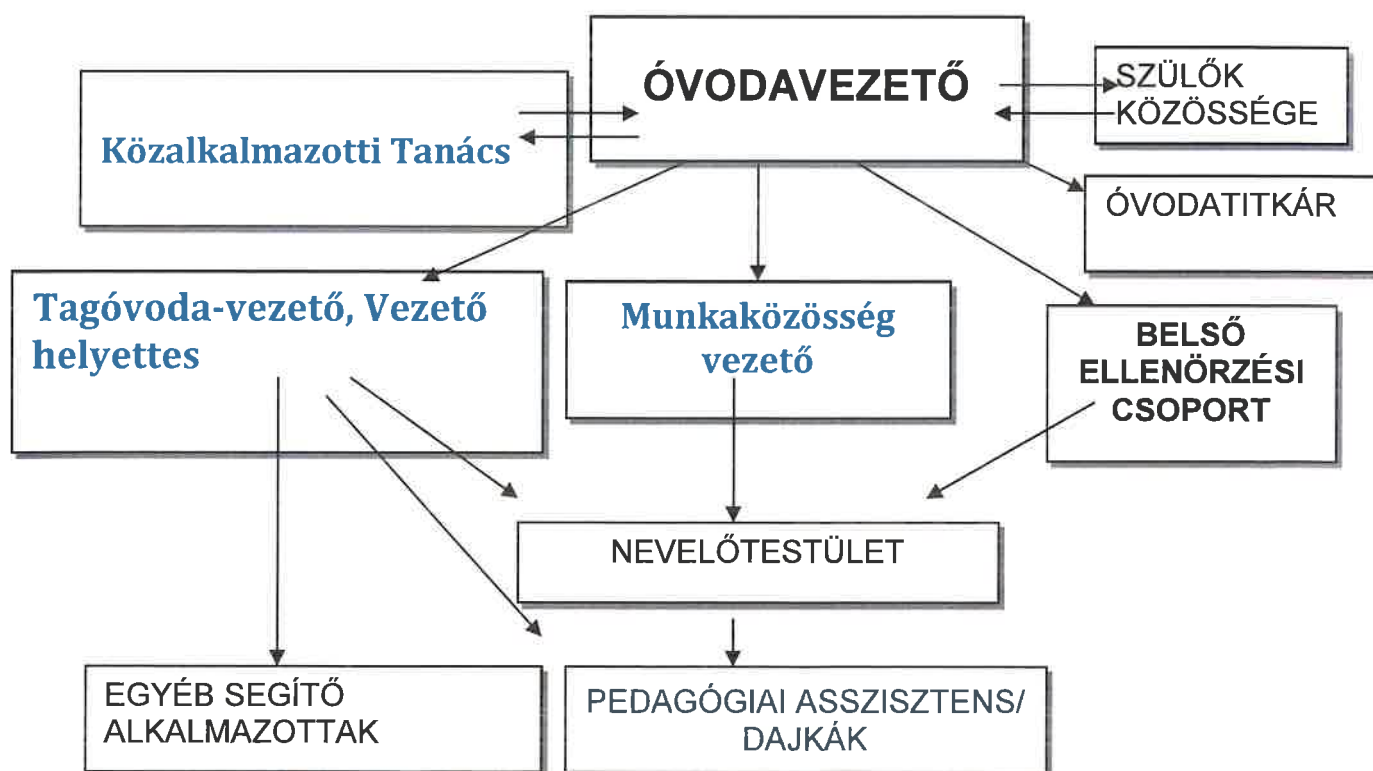 ÓVODAVEZETŐ
SZÜLŐK
KÖZÖSSÉGE
Közalkalmazotti Tanács
ÓVODATITKÁR
Tagóvoda-vezető, Vezető
helyettes
Munkaközösség
vezető
BELSŐ
ELLENŐRZÉSI
CSOPORT
NEVELŐTESTÜLET
EGYÉB SEGÍTŐ
ALKALMAZOTTAK
PEDAGÓGIAI ASSZISZTENS/
DAJKÁK